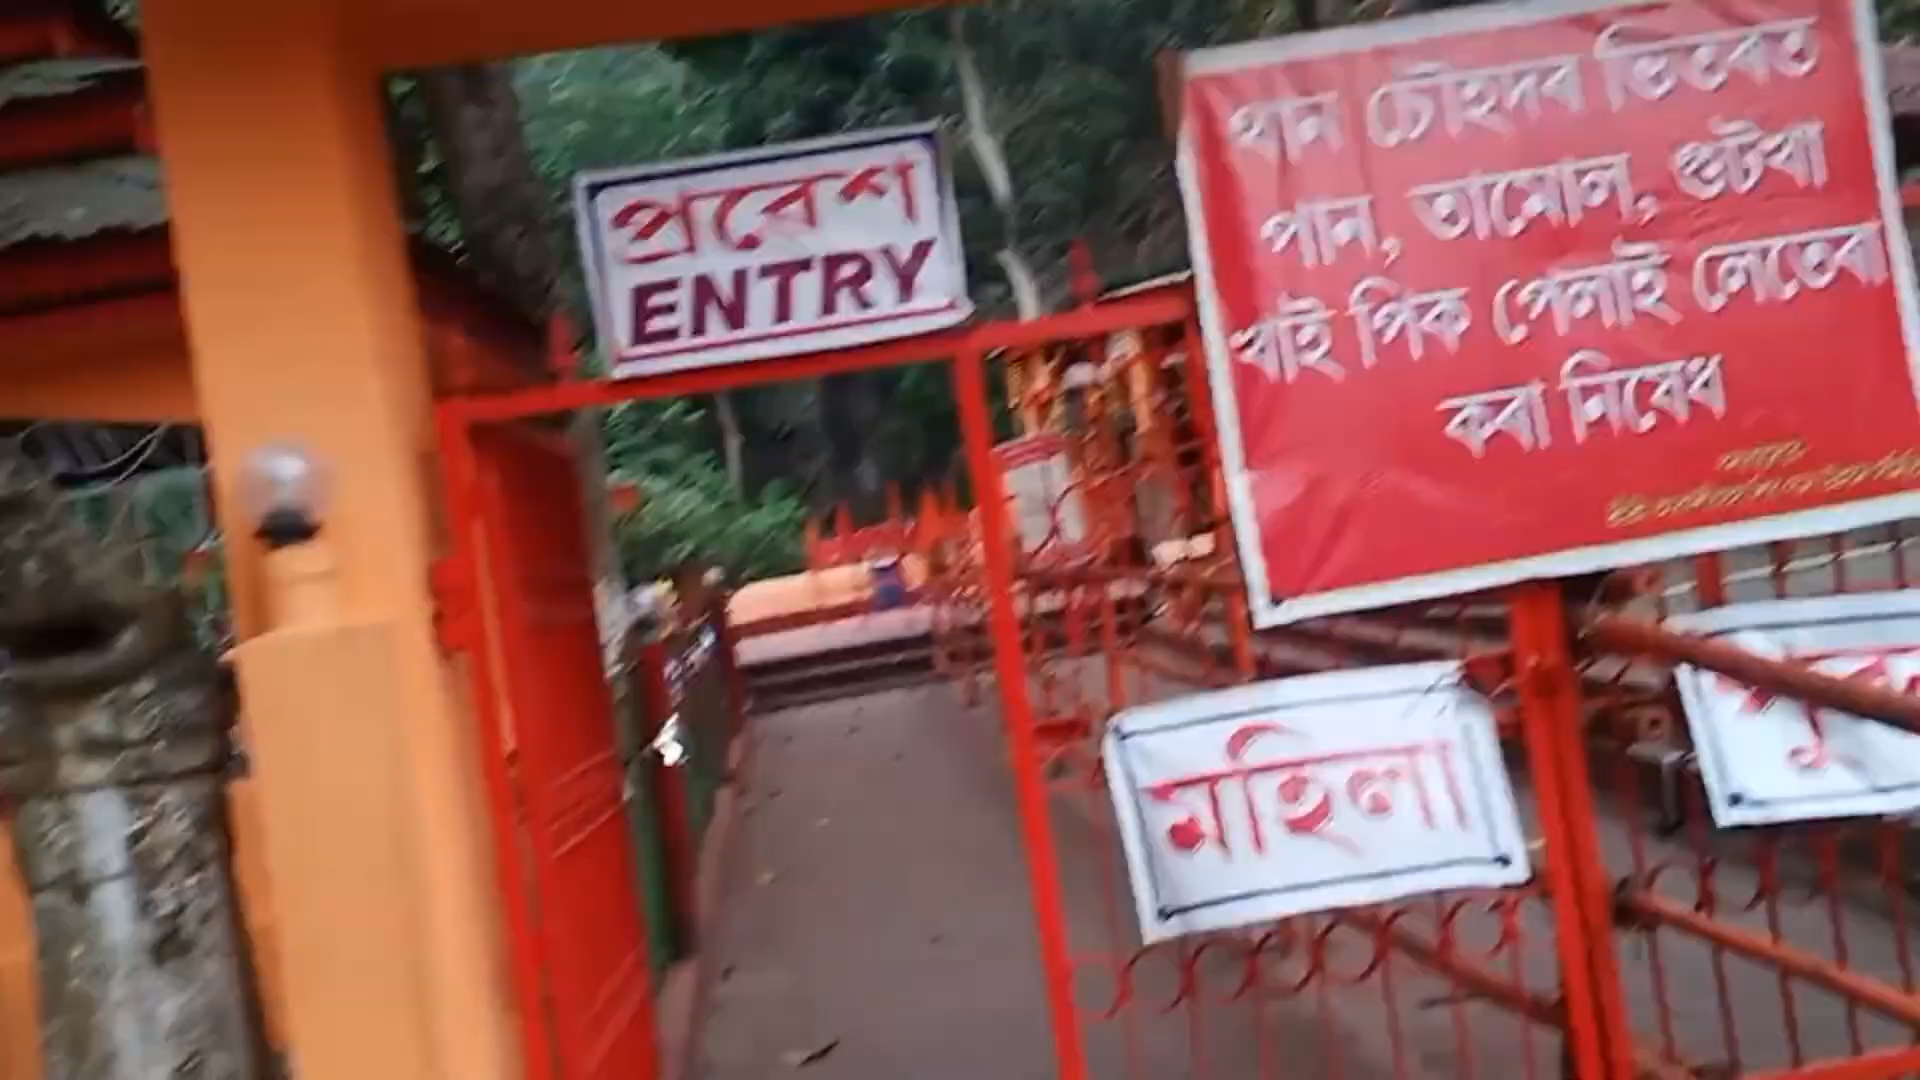 প্ৰবেশ
ENTRY
থান চৌহদৰ ভিতৰত
পান, তামোল, গুটখা
খাই পিক পেলাই লেতেৰা
কৰা নিষেধ
মহিলা